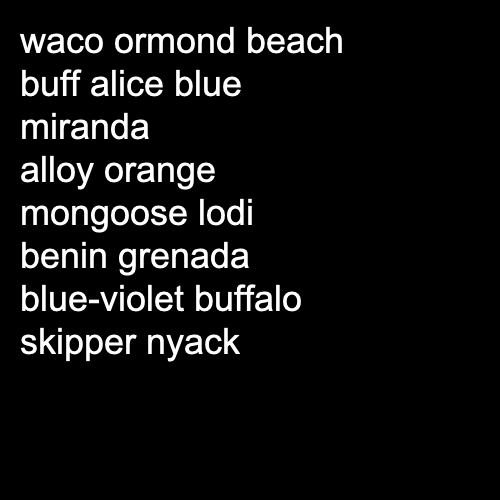 waco ormond beach
buff alice blue
miranda
alloy orange
mongoose lodi
benin grenada
blue-violet buffalo
skipper nyack